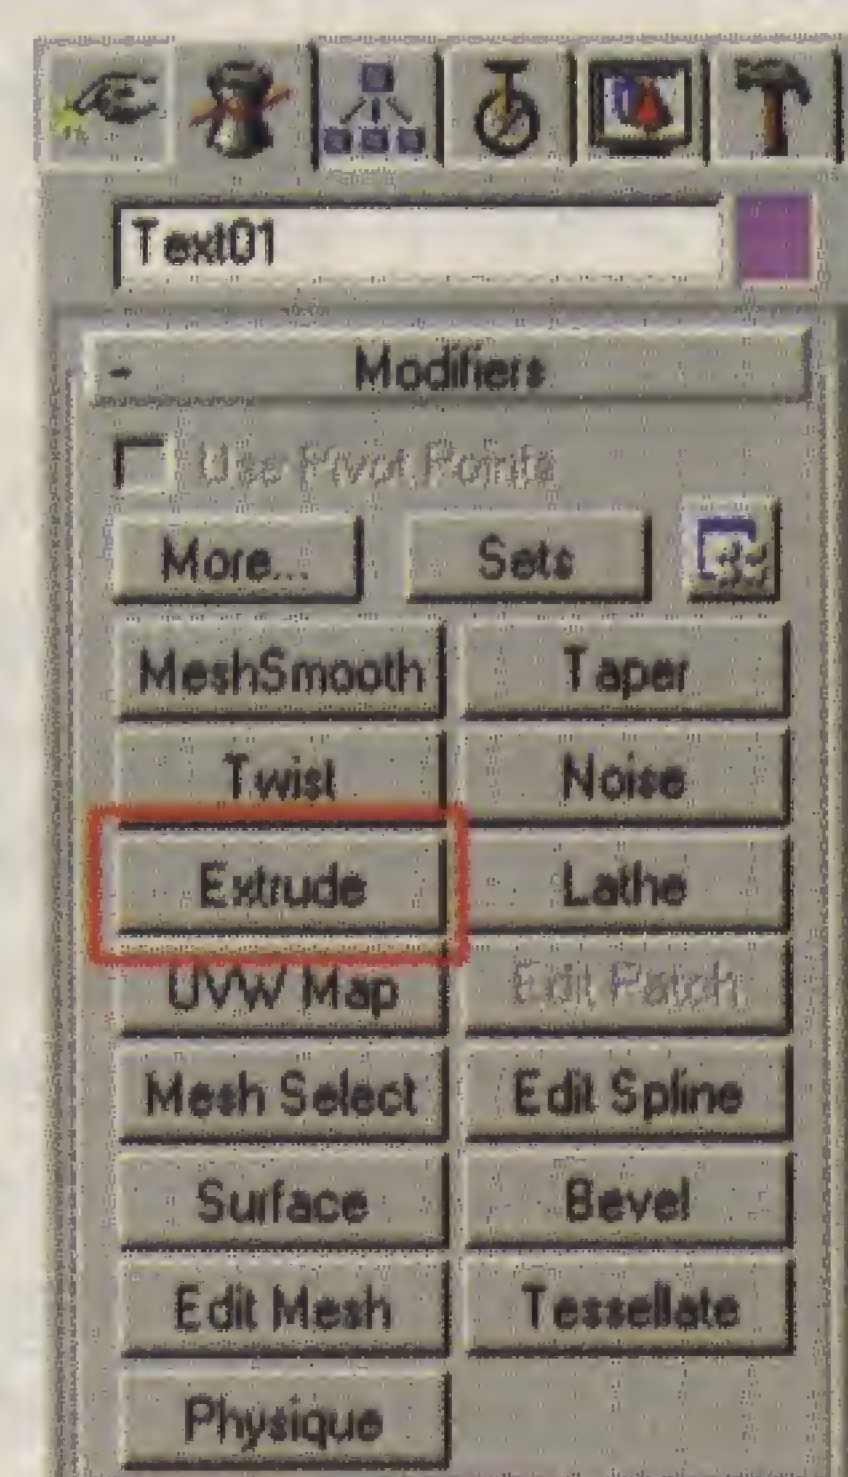 Text01
- Modifiers
Use Pivot Points
More... Sets
MeshSmooth Taper
Twist Noise
Extrude Lathe
UVW Map Edit Patch
Mesh Select Edit Spline
Surface Bevel
Edit Mesh Tessellate
Physique